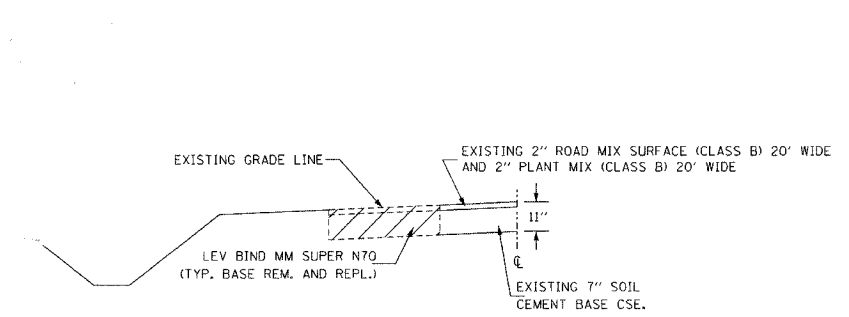 EXISTING 2'' ROAD MIX SURFACE (CLASS B) 20' WIDE
AND 2'' PLANT MIX (CLASS B) 20' WIDE
EXISTING GRADE LINE
11''
LEV BIND MM SUPER N70
(TYP. BASE REM. AND REPL.)
℄
EXISTING 7'' SOIL
CEMENT BASE CSE.